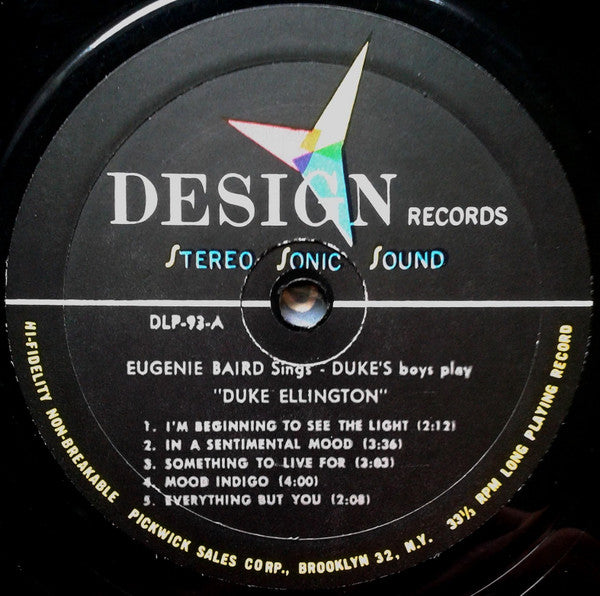 DESIGN RECORDS
STEREO SONIC SOUND
DLP-93-A
EUGENIE BAIRD Sings - DUKE'S boys play
"DUKE ELLINGTON"
1. I'M BEGINNING TO SEE THE LIGHT (2:12)
2. IN A SENTIMENTAL MOOD (3:36)
3. SOMETHING TO LIVE FOR (3:03)
4. MOOD INDIGO (4:00)
5. EVERYTHING BUT YOU (2:08)
HI-FIDELITY NON-BREAKABLE PICKWICK SALES CORP., BROOKLYN 32, N.Y. 33⅓ RPM LONG PLAYING RECORD